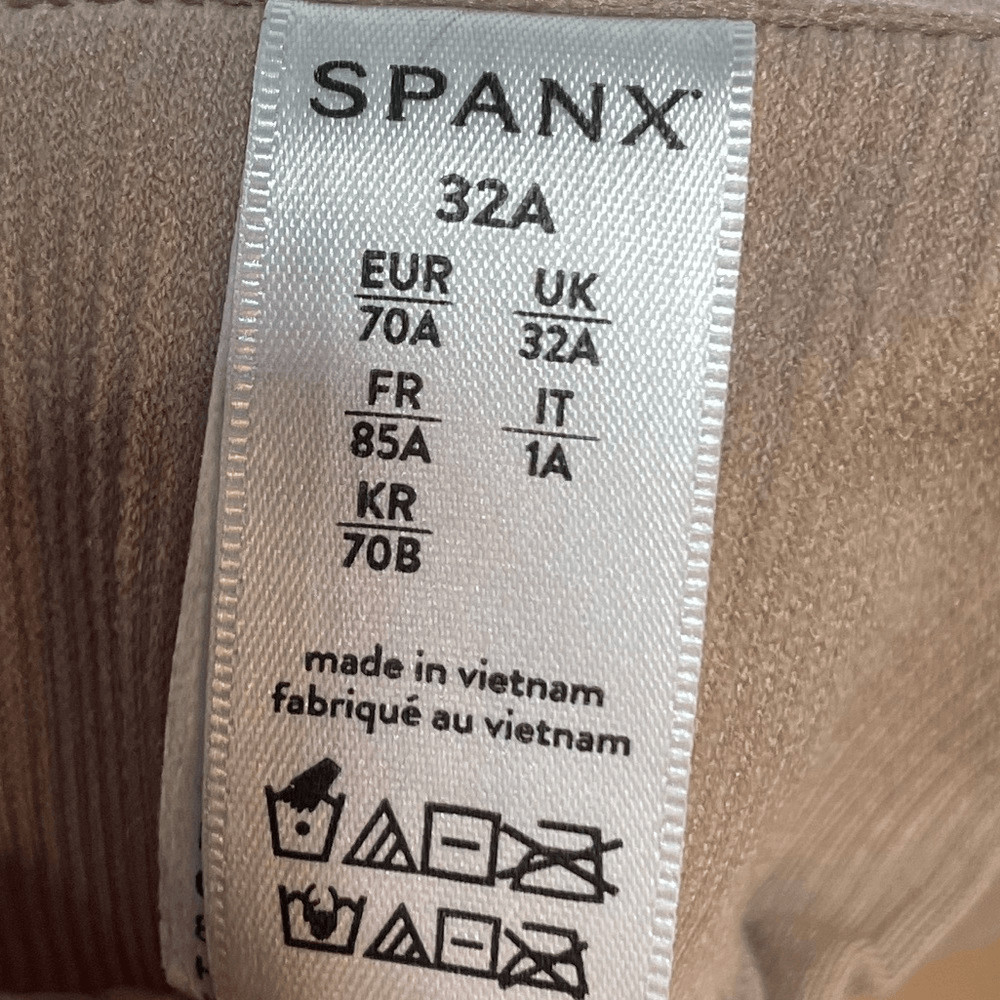 SPANX
32A
EUR UK
70A 32A
FR IT
85A 1A
KR
70B
made in vietnam
fabriqué au vietnam